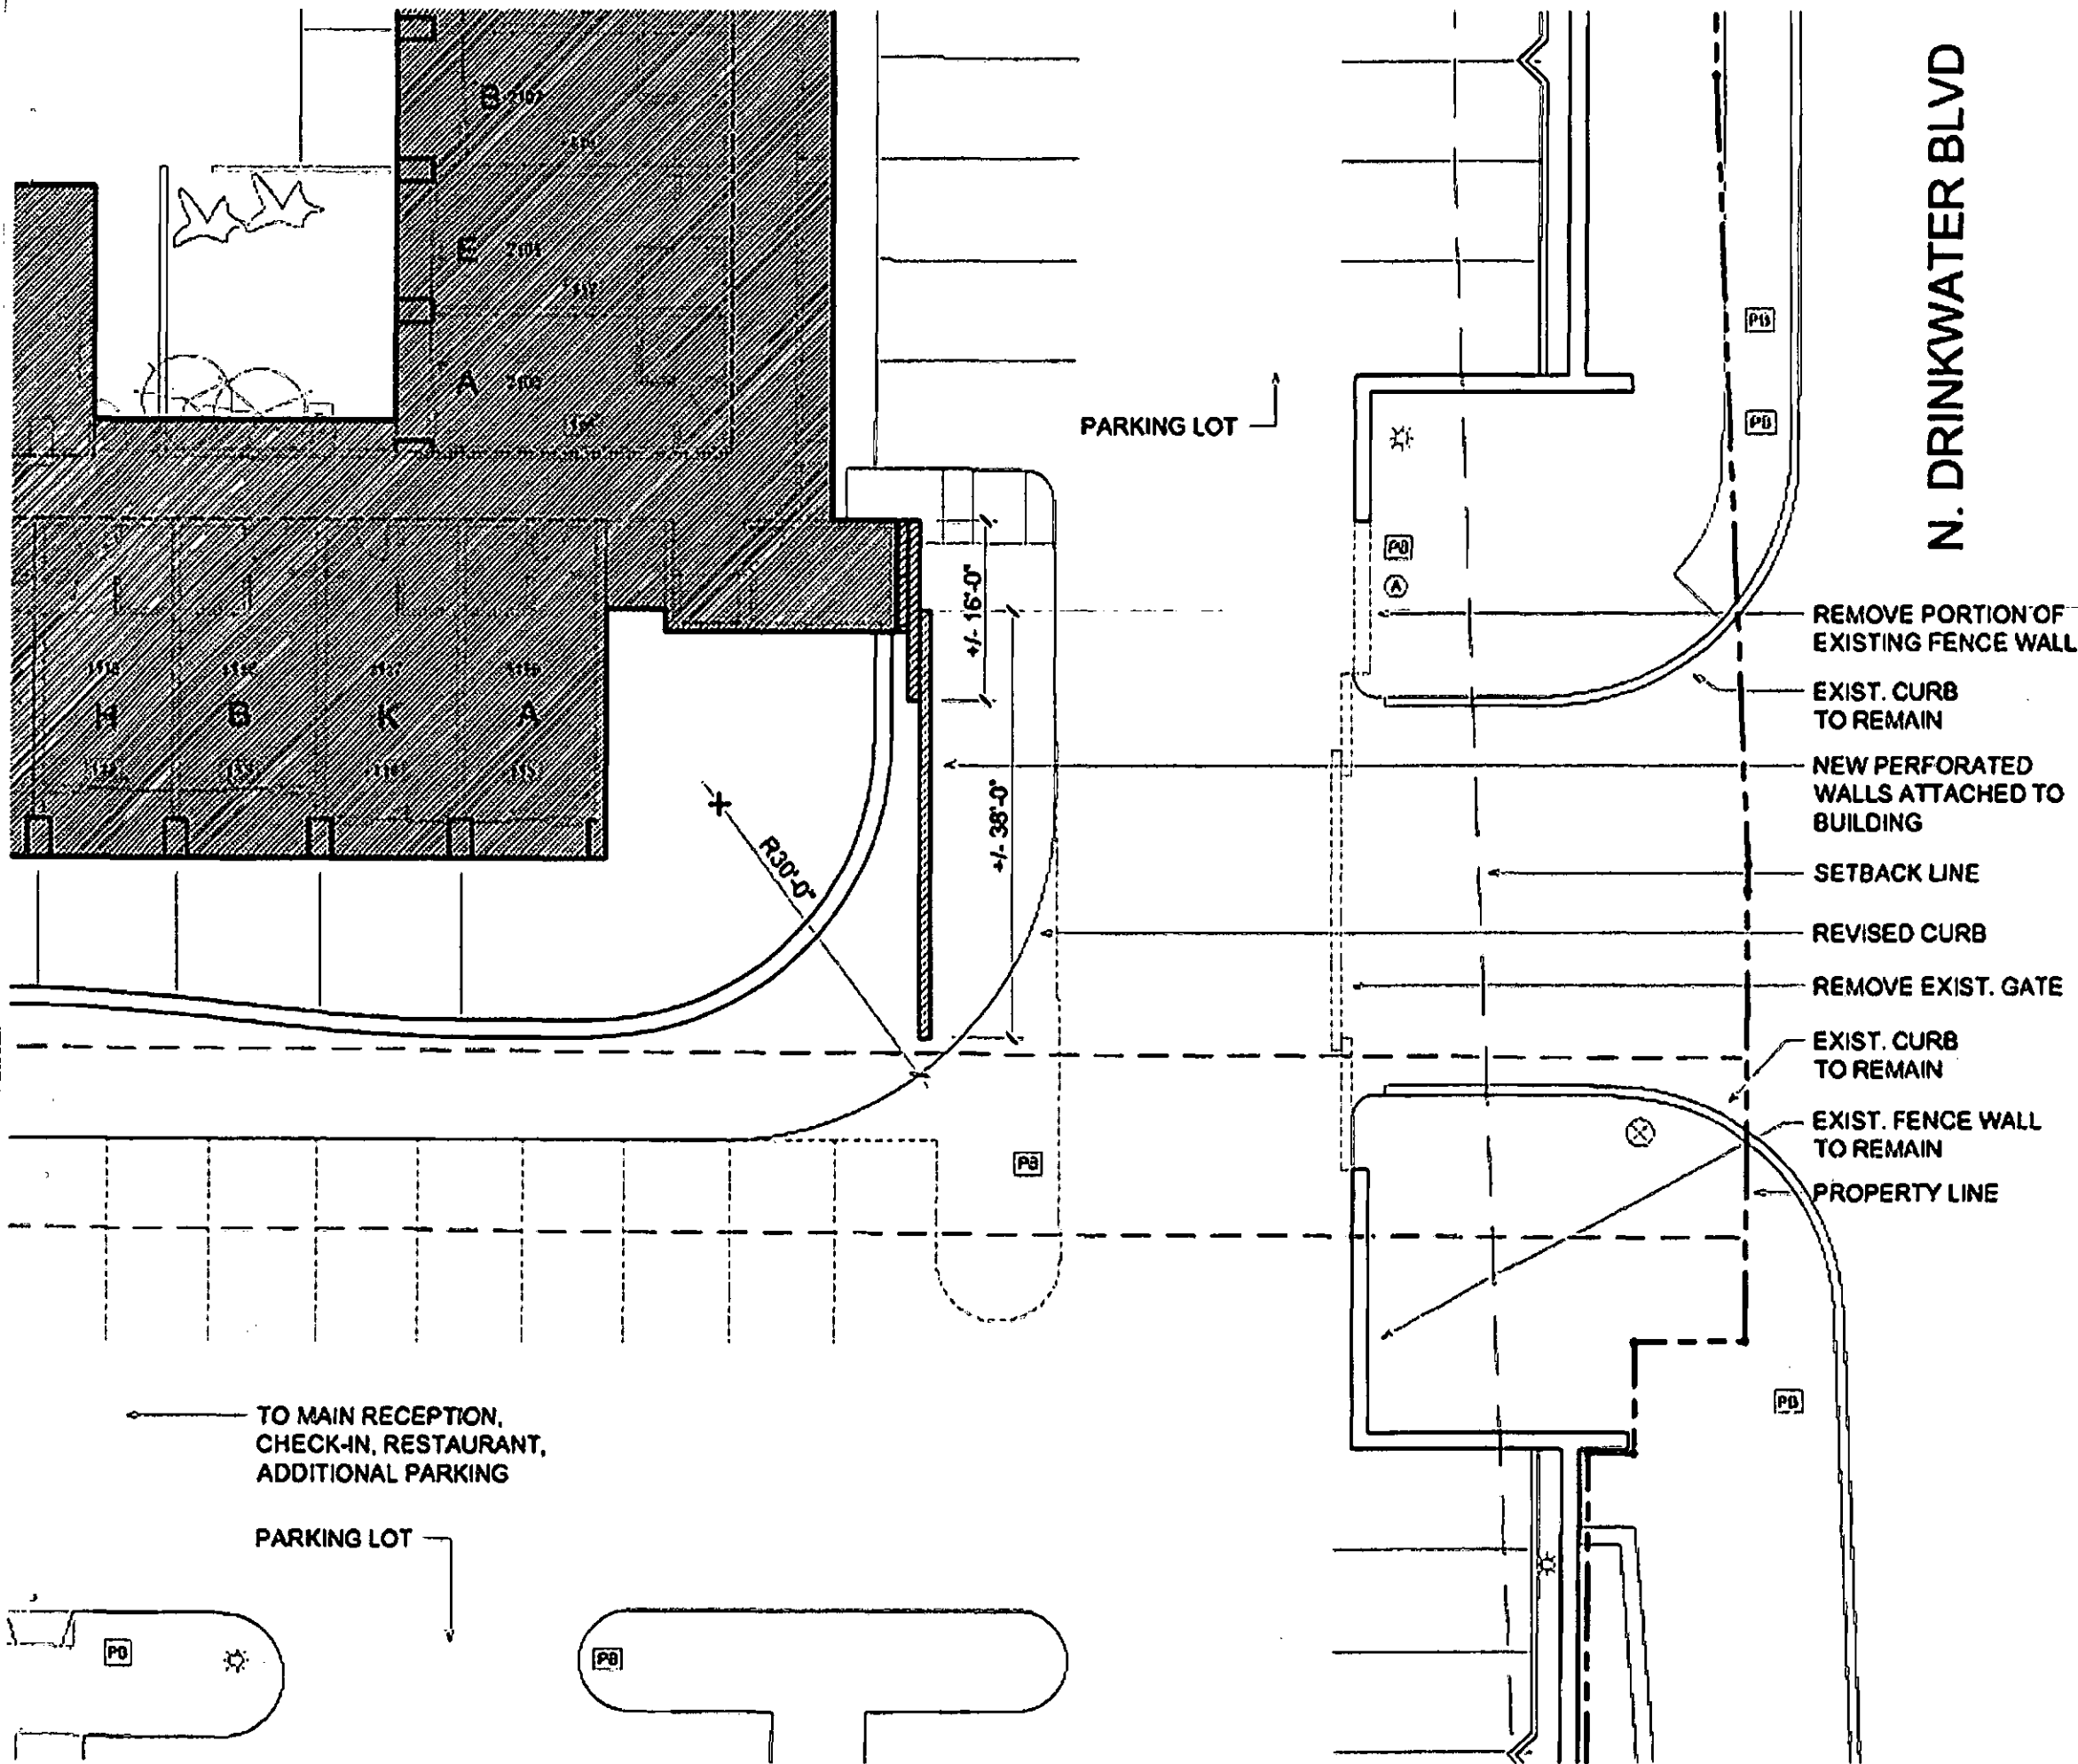 N. DRINKWATER BLVD
B
E
A
PB
PB
PARKING LOT
PB
A
+/- 16'-0"
REMOVE PORTION OF
EXISTING FENCE WALL
EXIST. CURB
TO REMAIN
H
B
K
A
NEW PERFORATED
WALLS ATTACHED TO
BUILDING
+/- 38'-0"
R30'-0"
SETBACK LINE
REVISED CURB
REMOVE EXIST. GATE
EXIST. CURB
TO REMAIN
EXIST. FENCE WALL
TO REMAIN
PB
PROPERTY LINE
PB
TO MAIN RECEPTION,
CHECK-IN, RESTAURANT,
ADDITIONAL PARKING
PARKING LOT
PB
PB